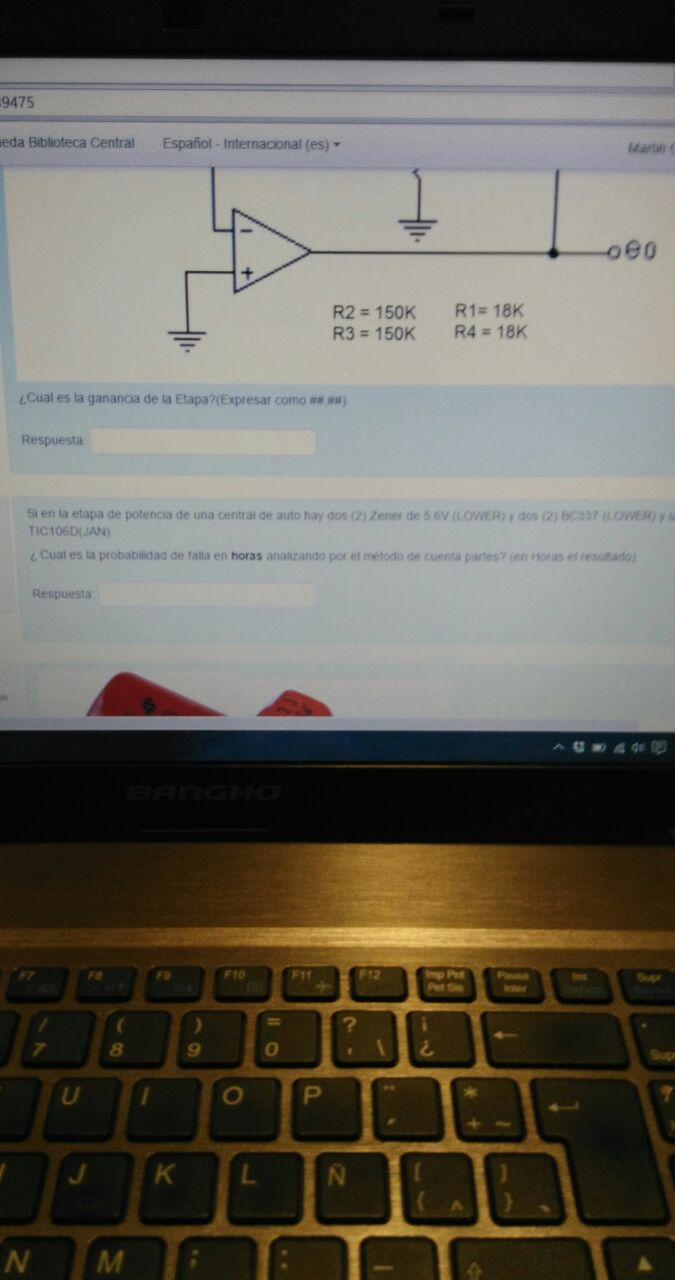 39475
eda Biblioteca Central Español - Internacional (es)
Martin
-
+
e0
R2 = 150K R1= 18K
R3 = 150K R4 = 18K
¿Cual es la ganancia de la Etapa?(Expresar como ##,##)
Respuesta:
Si en la etapa de potencia de una central de auto hay dos (2) Zener de 5.6V (LOWER) y dos (2) BC337 (LOWER) y
TIC106D(JAN).
¿ Cual es la probabilidad de falla en horas analizando por el método de cuenta partes? (en Horas el resultado)
Respuesta:
BANGHO
F7 F8 F9 F10 F11 F12 Imp Pnt Pet Sis Pausa Inter Ins Supr
/ 7 ( 8 ) 9 = 0 ? ' \ ¡ ¿ Sup
U I O P ¨ ´ * + ~
J K L Ñ [ { ^ ] } `
N M ; , : . _ -